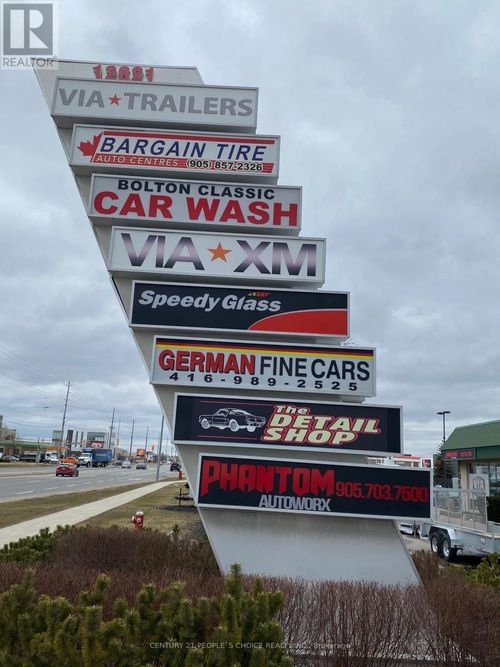 R
REALTOR®
12621
VIA★TRAILERS
BARGAIN TIRE
AUTO CENTRES (905) 857-2326
BOLTON CLASSIC
CAR WASH
VIA★XM
Speedy Glass
GERMAN FINE CARS
416-989-2525
The
DETAIL
SHOP
PHANTOM 905.703.7500
AUTOWORX
CENTURY 21 PEOPLE`S CHOICE REALTY INC., Brokerage